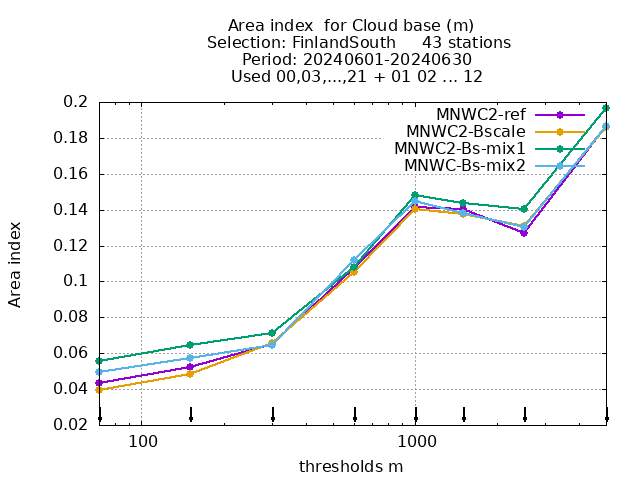 Area index  for Cloud base (m)
Selection: FinlandSouth     43 stations
Period: 20240601-20240630
Used 00,03,...,21 + 01 02 ... 12
0.2
0.18
0.16
0.14
0.12
0.1
0.08
0.06
0.04
0.02
Area index
MNWC2-ref
MNWC2-Bscale
MNWC2-Bs-mix1
MNWC-Bs-mix2
100
1000
thresholds m